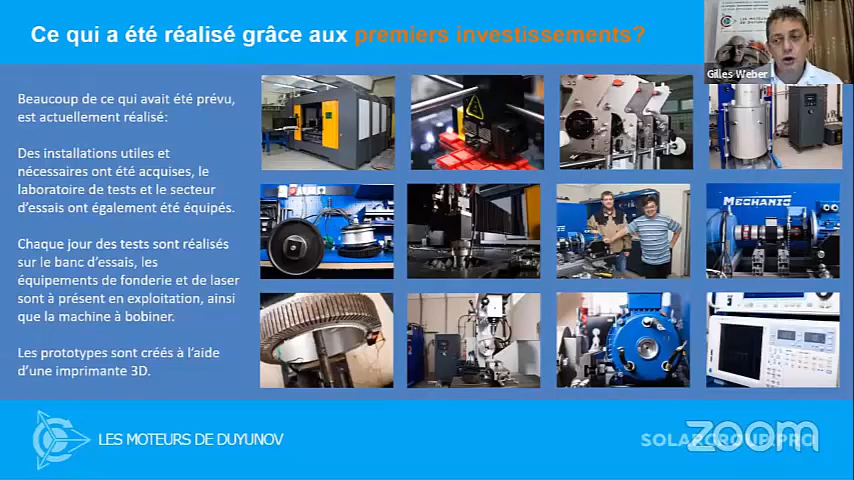 Ce qui a été réalisé grâce aux premiers investissements?
LES MOTEURS DE DUYUNOV
Gilles Weber
Beaucoup de ce qui avait été prévu,
est actuellement réalisé:
Des installations utiles et
nécessaires ont été acquises, le
laboratoire de tests et le secteur
d'essais ont également été équipés.
Chaque jour des tests sont réalisés
sur le banc d'essais, les
équipements de fonderie et de laser
sont à présent en exploitation, ainsi
que la machine à bobiner.
Les prototypes sont créés à l'aide
d'une imprimante 3D.
MECHANIC
LES MOTEURS DE DUYUNOV
SOLARGROUP.PRO
zoom